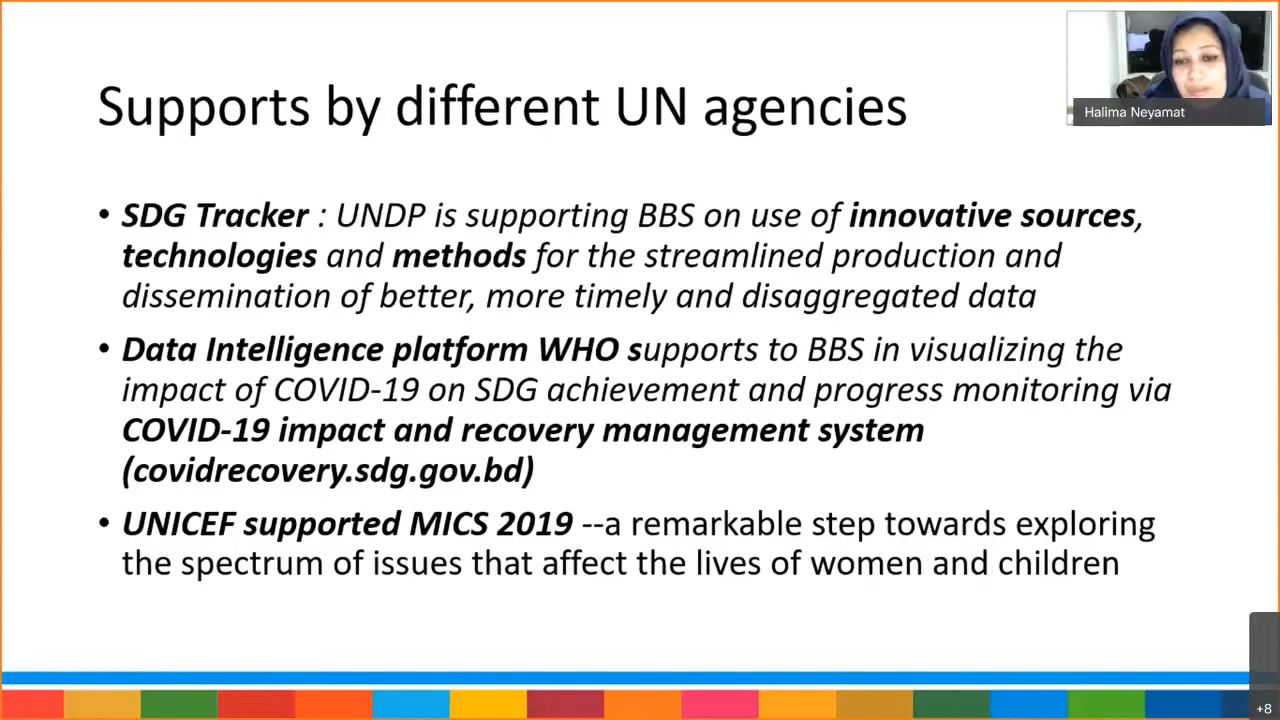 Supports by different UN agencies
Halima Neyamat
• SDG Tracker : UNDP is supporting BBS on use of innovative sources,
technologies and methods for the streamlined production and
dissemination of better, more timely and disaggregated data
• Data Intelligence platform WHO supports to BBS in visualizing the
impact of COVID-19 on SDG achievement and progress monitoring via
COVID-19 impact and recovery management system
(covidrecovery.sdg.gov.bd)
• UNICEF supported MICS 2019 --a remarkable step towards exploring
the spectrum of issues that affect the lives of women and children
+8